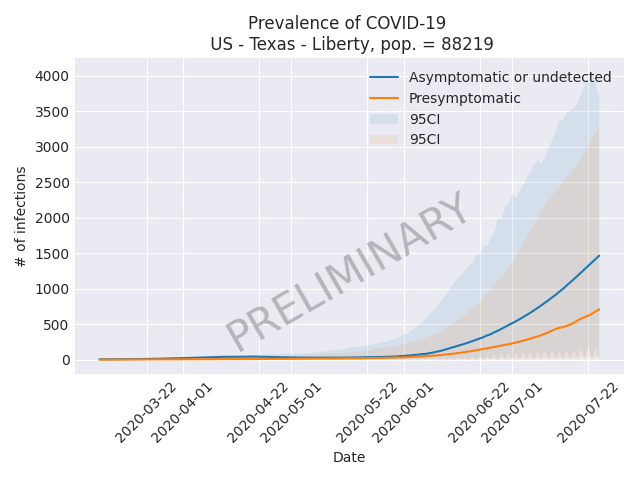 Prevalence of COVID-19
US - Texas - Liberty, pop. = 88219
Asymptomatic or undetected
Presymptomatic
95CI
95CI
# of infections
4000
3500
3000
2500
2000
1500
1000
500
0
PRELIMINARY
2020-03-22
2020-04-01
2020-04-22
2020-05-01
2020-05-22
2020-06-01
2020-06-22
2020-07-01
2020-07-22
Date